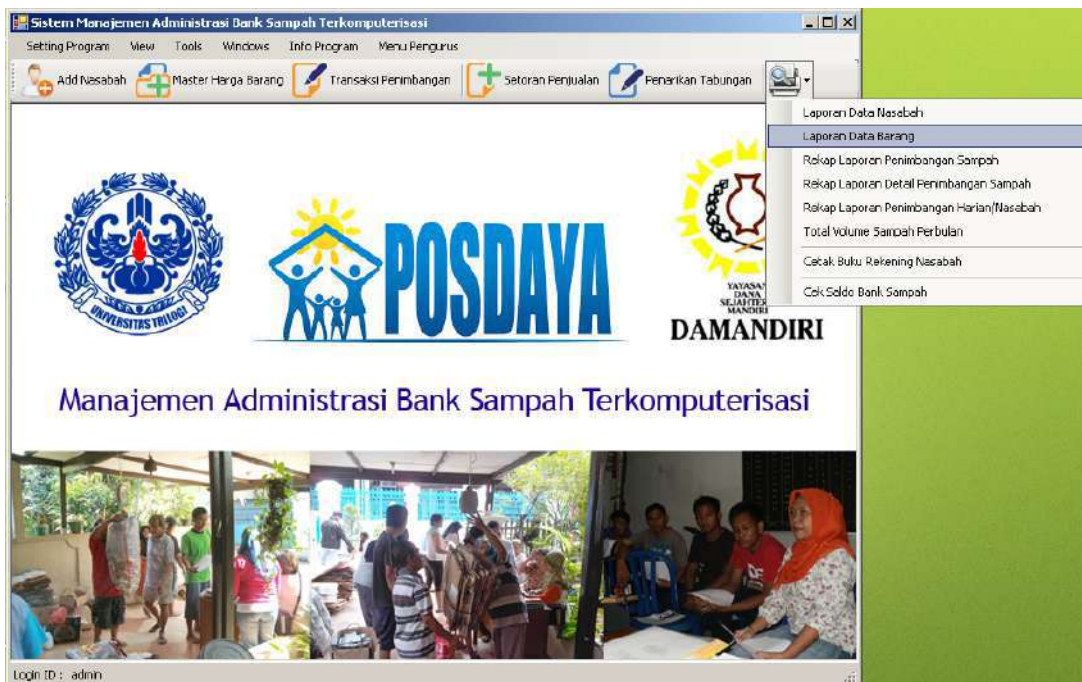 Sistem Manajemen Administrasi Bank Sampah Terkomputerisasi
Setting Program View Tools Windows Info Program Menu Pengurus
Add Nasabah Master Harga Barang Transaksi Penimbangan Setoran Penjualan Penarikan Tabungan
Laporan Data Nasabah
Laporan Data Barang
Rekap Laporan Penimbangan Sampah
Rekap Laporan Detail Penimbangan Sampah
Rekap Laporan Penimbangan Harian/Nasabah
Total Volume Sampah Perbulan
Cetak Buku Rekening Nasabah
Cek Saldo Bank Sampah
UNIVERSITAS TRILOGI
POSDAYA
DANA
MANDIRI
DAMANDIRI
Manajemen Administrasi Bank Sampah Terkomputerisasi
Login ID : admin